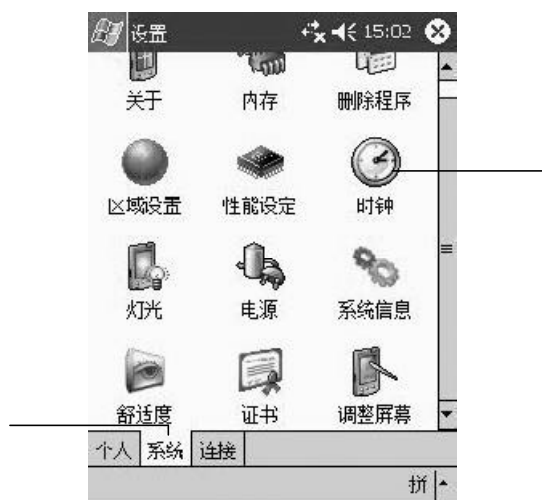 设置 15:02
关于 内存 删除程序
区域设置 性能设定 时钟
灯光 电源 系统信息
舒适度 证书 调整屏幕
个人 系统 连接
拼